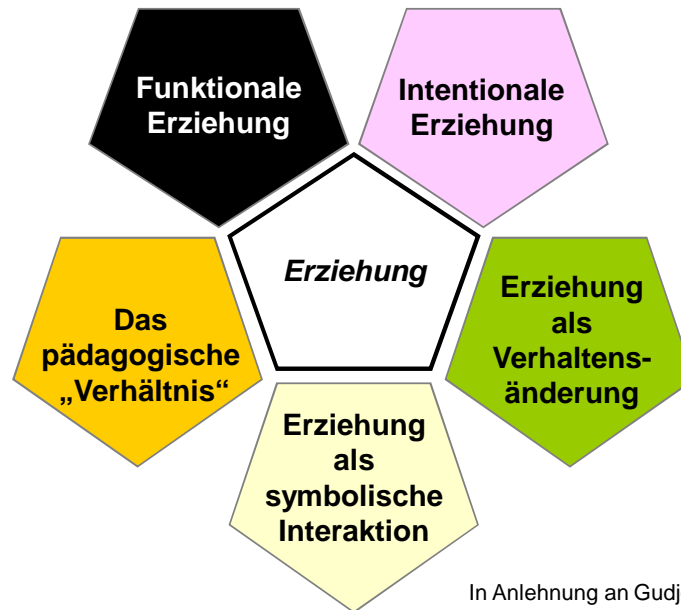 Funktionale
Erziehung
Intentionale
Erziehung
Erziehung
Das
pädagogische
„Verhältnis“
Erziehung
als
Verhaltens-
änderung
Erziehung
als
symbolische
Interaktion
In Anlehnung an